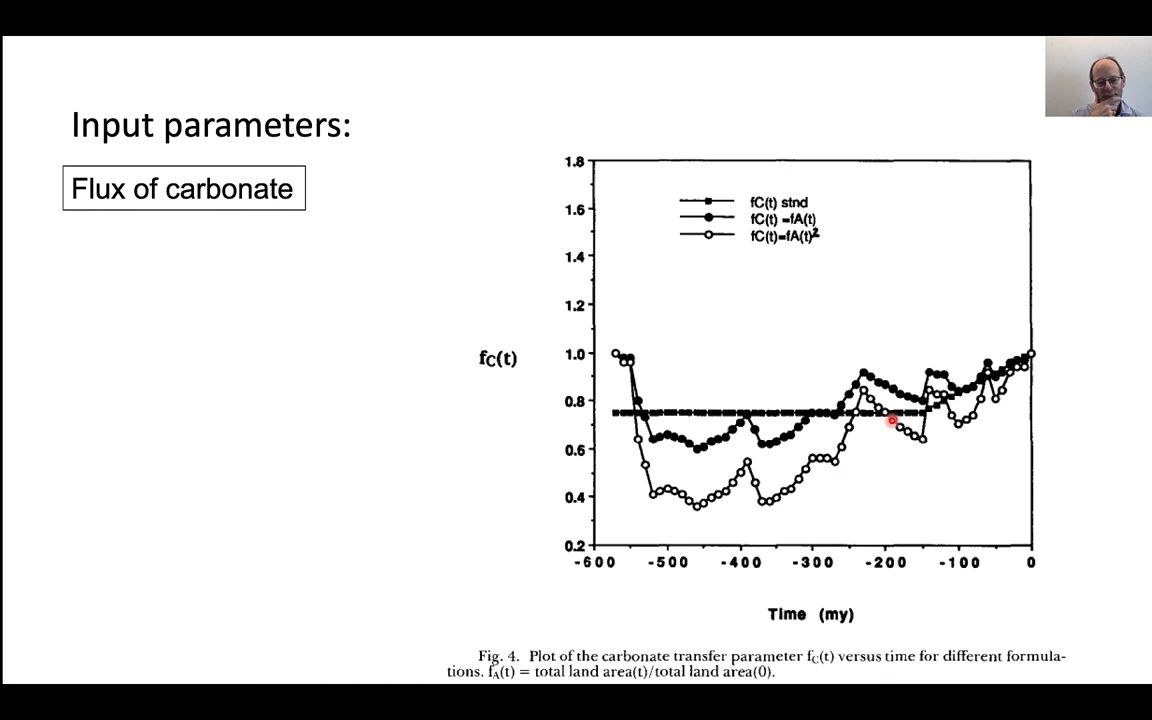 Input parameters:
Flux of carbonate
1.8
1.6
1.4
1.2
1.0
0.8
0.6
0.4
0.2
fC(t)
fC(t) stnd
fC(t) =fA(t)
fC(t)=fA(t)²
-600 -500 -400 -300 -200 -100 0
Time (my)
Fig. 4. Plot of the carbonate transfer parameter fC(t) versus time for different formula-
tions. fA(t) = total land area(t)/total land area(0).